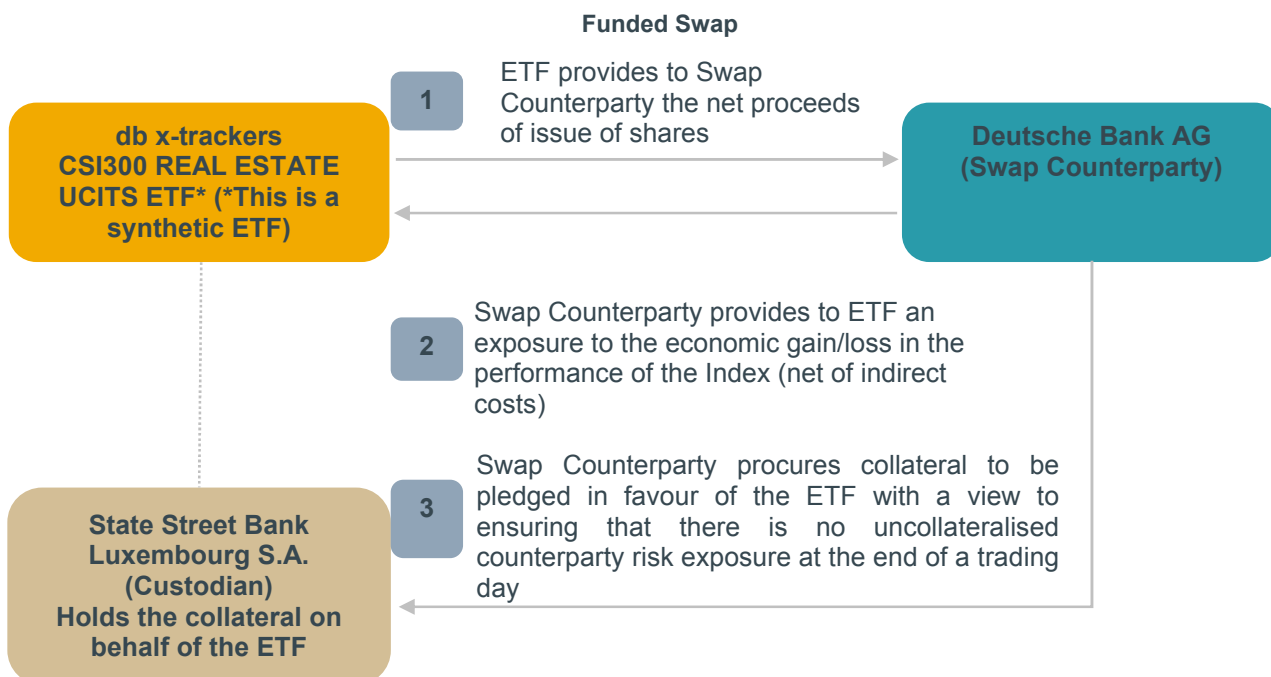 Funded Swap
1
ETF provides to Swap
Counterparty the net proceeds
of issue of shares
db x-trackers
CSI300 REAL ESTATE
UCITS ETF* (*This is a
synthetic ETF)
Deutsche Bank AG
(Swap Counterparty)
2
Swap Counterparty provides to ETF an
exposure to the economic gain/loss in the
performance of the Index (net of indirect
costs)
3
Swap Counterparty procures collateral to be
pledged in favour of the ETF with a view to
ensuring that there is no uncollateralised
counterparty risk exposure at the end of a trading
day
State Street Bank
Luxembourg S.A.
(Custodian)
Holds the collateral on
behalf of the ETF